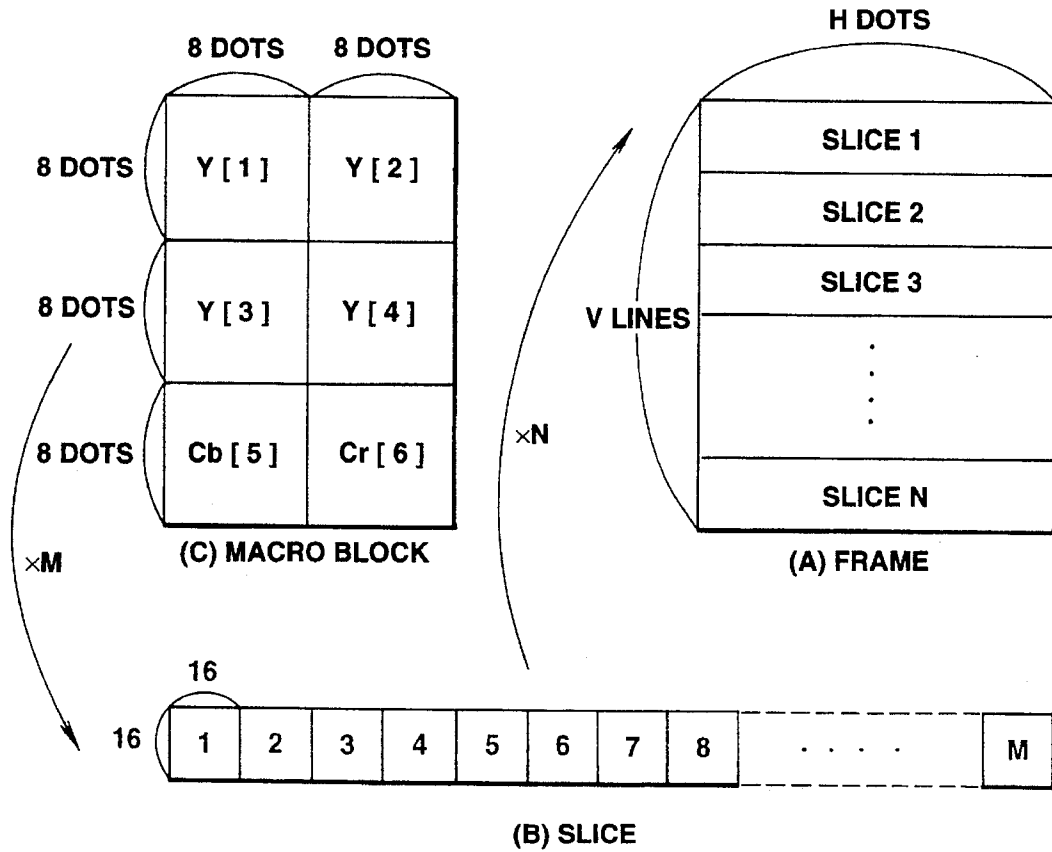 H DOTS
8 DOTS 8 DOTS
8 DOTS Y [ 1 ] Y [ 2 ]
8 DOTS Y [ 3 ] Y [ 4 ]
8 DOTS Cb [ 5 ] Cr [ 6 ]
(C) MACRO BLOCK
×M
SLICE 1
SLICE 2
SLICE 3
V LINES
. . . .
SLICE N
(A) FRAME
×N
16
16 1 2 3 4 5 6 7 8 . . . . M
(B) SLICE